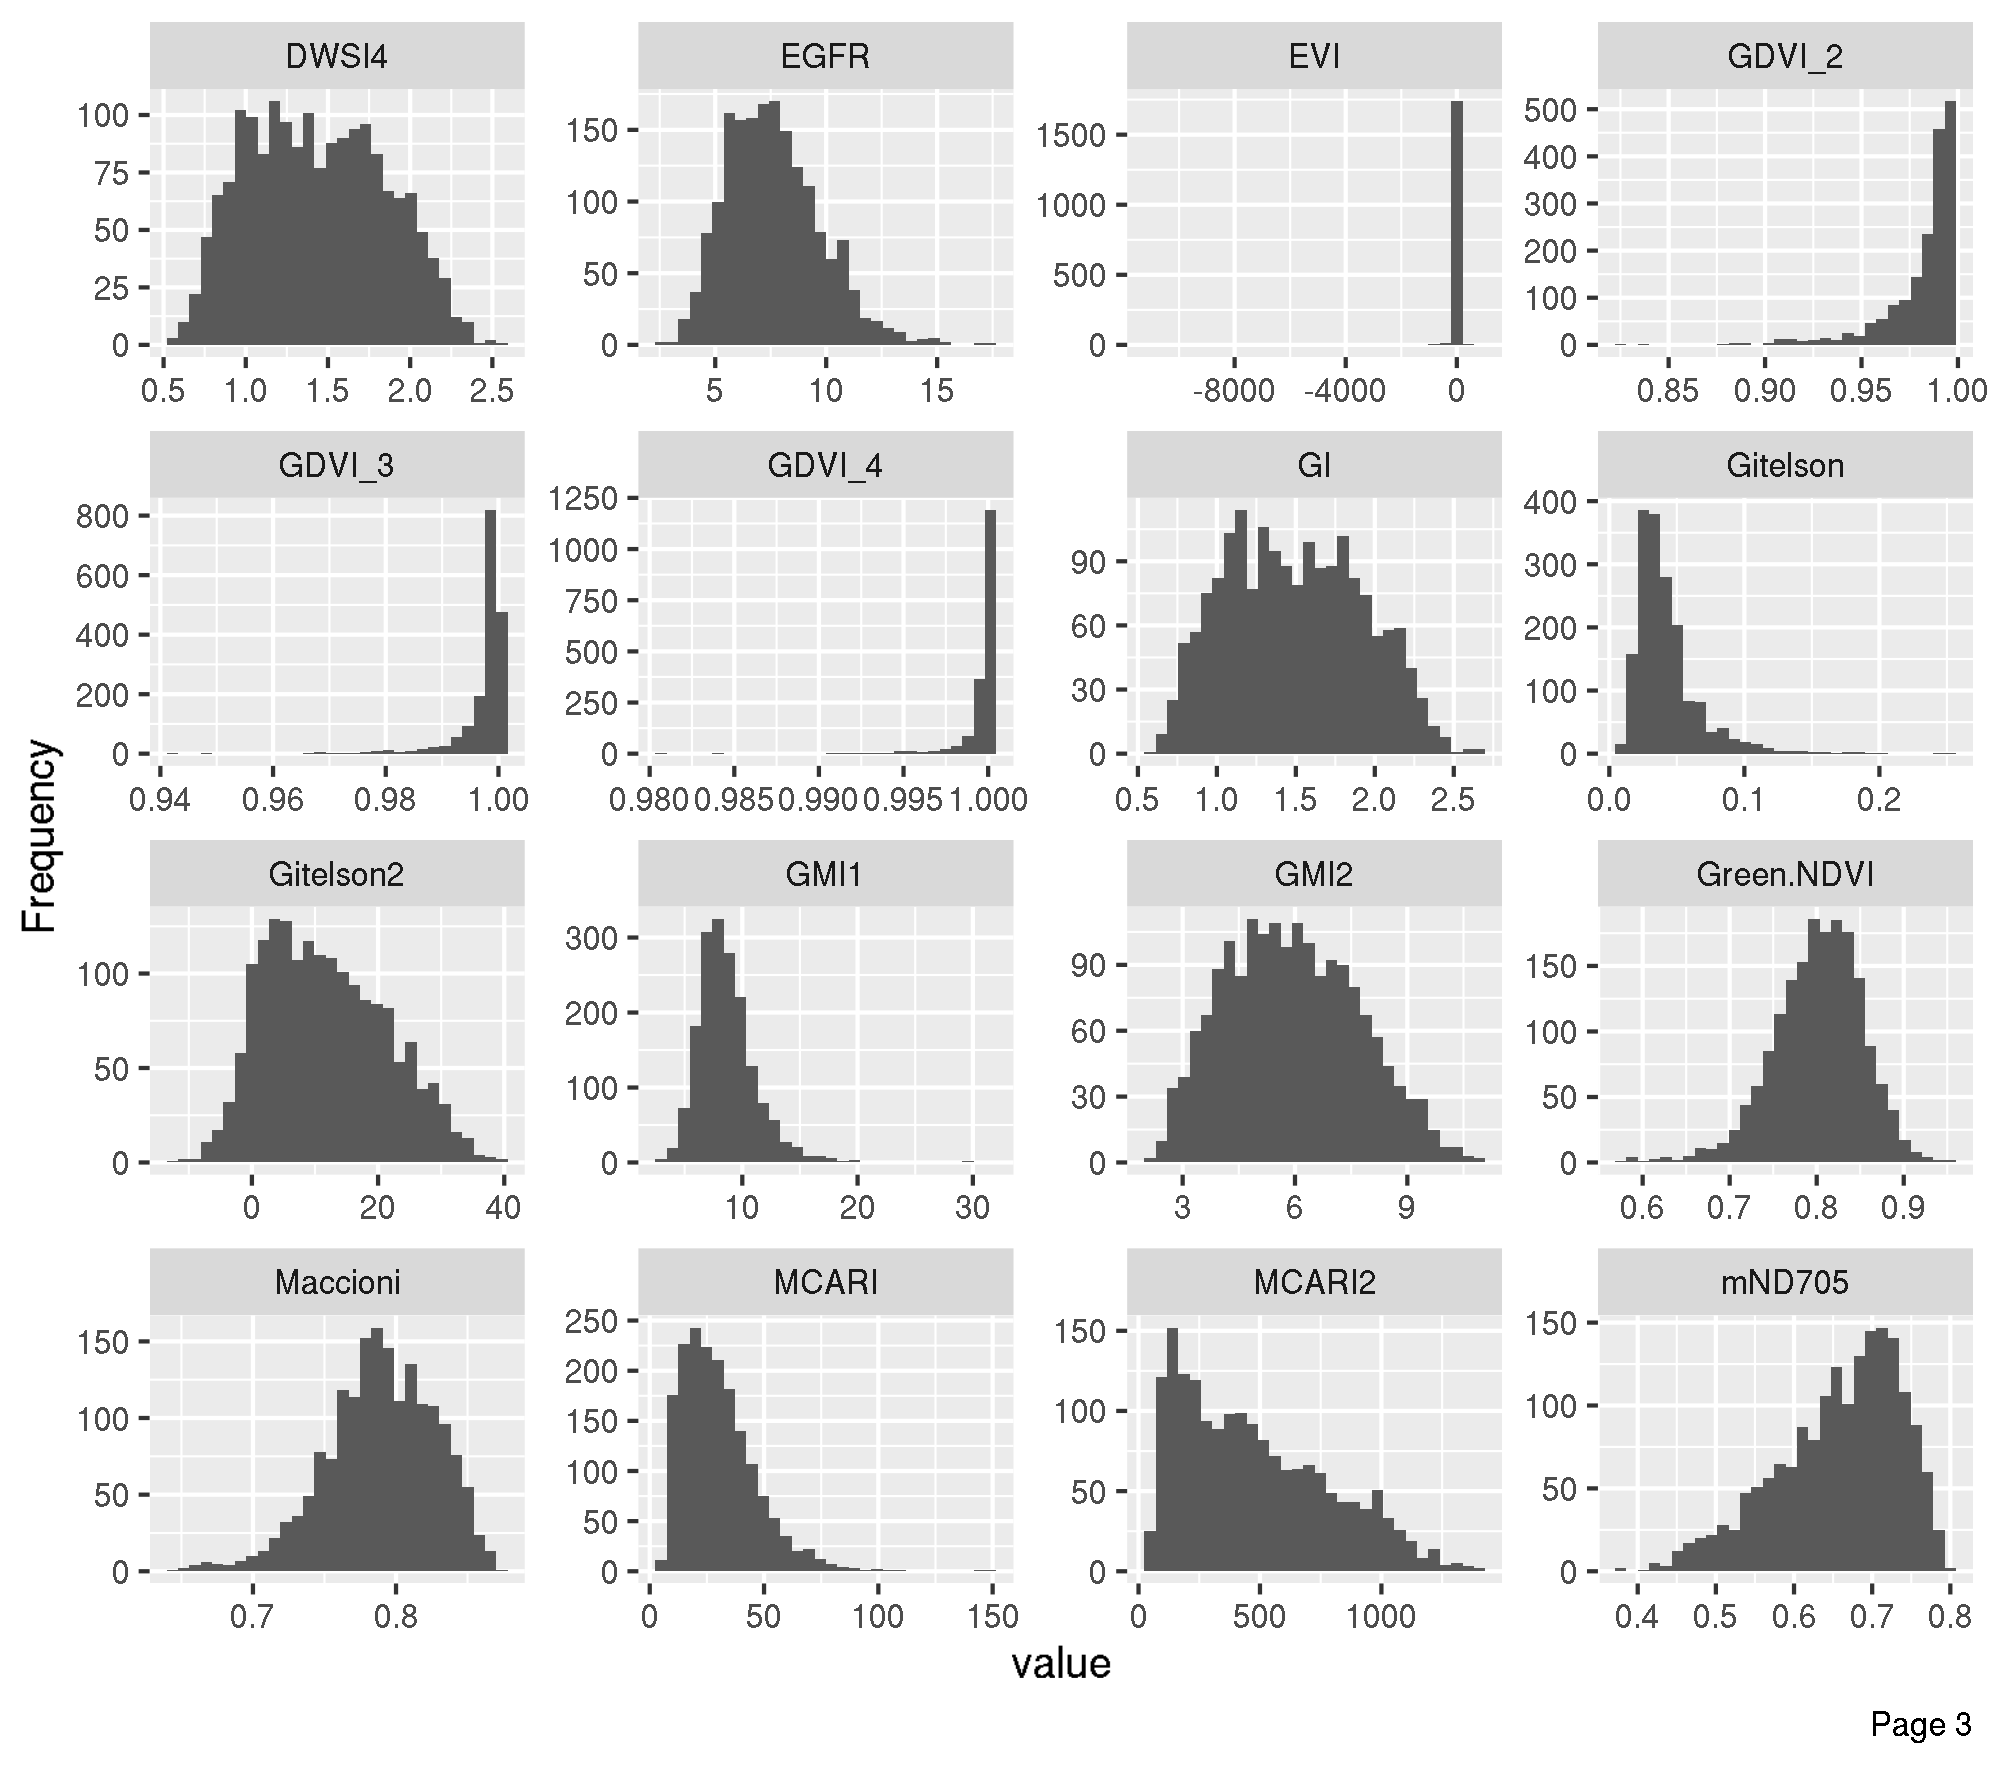 DWSI4 EGFR EVI GDVI_2
100 75 50 25 0
150 100 50 0
1500 1000 500 0
500 400 300 200 100 0
0.5 1.0 1.5 2.0 2.5
5 10 15
-8000 -4000 0
0.85 0.90 0.95 1.00
GDVI_3 GDVI_4 GI Gitelson
800 600 400 200 0
1250 1000 750 500 250 0
90 60 30 0
400 300 200 100 0
0.94 0.96 0.98 1.00
0.980 0.985 0.990 0.995 1.000
0.5 1.0 1.5 2.0 2.5
0.0 0.1 0.2
Frequency
Gitelson2 GMI1 GMI2 Green.NDVI
100 50 0
300 200 100 0
90 60 30 0
150 100 50 0
0 20 40
10 20 30
3 6 9
0.6 0.7 0.8 0.9
Maccioni MCARI MCARI2 mND705
150 100 50 0
250 200 150 100 50 0
150 100 50 0
150 100 50 0
0.7 0.8
0 50 100 150
0 500 1000
0.4 0.5 0.6 0.7 0.8
value
Page 3